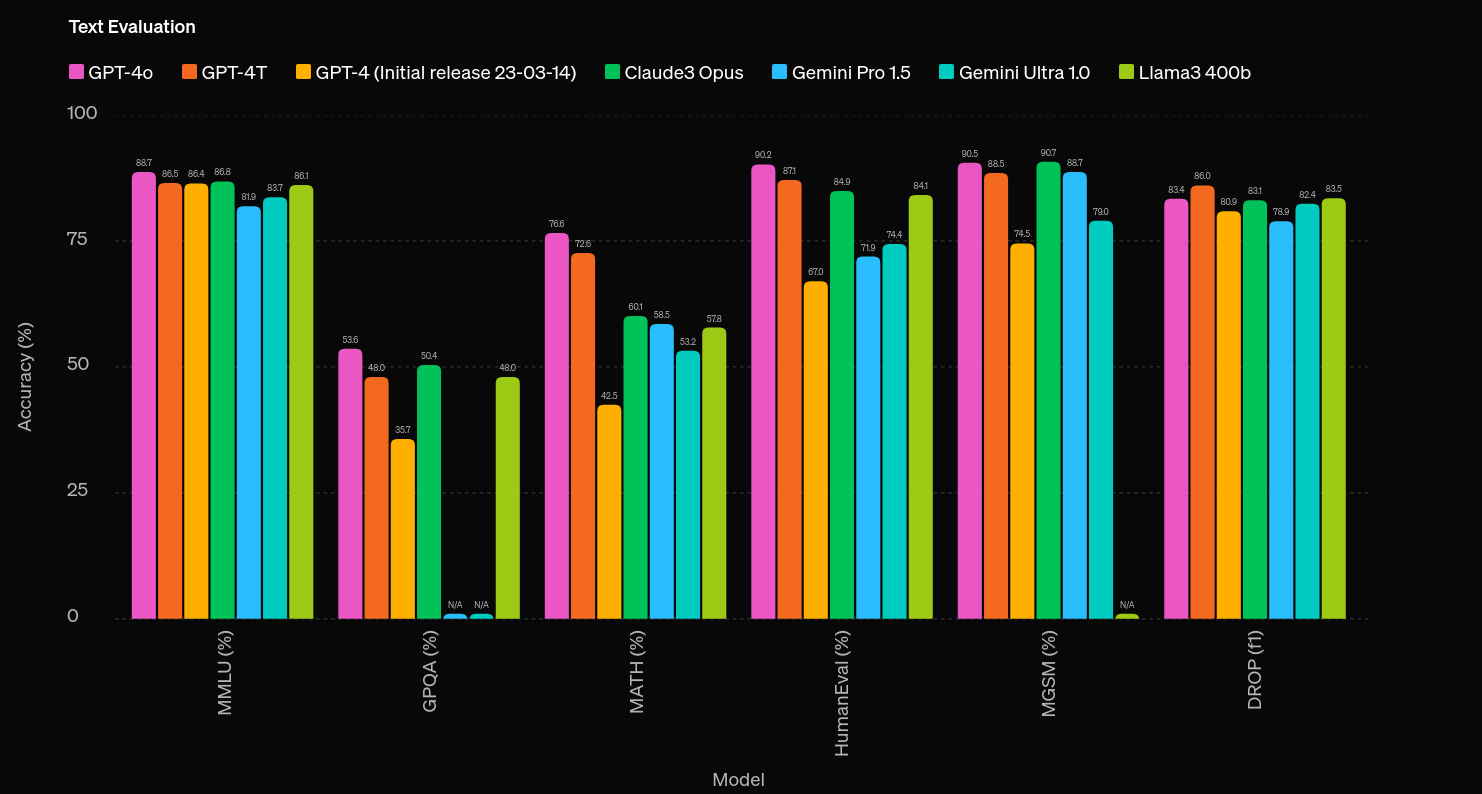 Text Evaluation
GPT-4o GPT-4T GPT-4 (Initial release 23-03-14) Claude3 Opus Gemini Pro 1.5 Gemini Ultra 1.0 Llama3 400b
Accuracy (%)
100
75
50
25
0
88.7 86.5 86.4 86.8 81.9 83.7 86.1
53.6 48.0 35.7 50.4 N/A N/A 48.0
76.6 72.6 42.5 60.1 58.5 53.2 57.8
90.2 87.1 67.0 84.9 71.9 74.4 84.1
90.5 88.5 74.5 90.7 88.7 79.0 N/A
83.4 86.0 80.9 83.1 78.9 82.4 83.5
MMLU (%)
GPQA (%)
MATH (%)
HumanEval (%)
MGSM (%)
DROP (f1)
Model